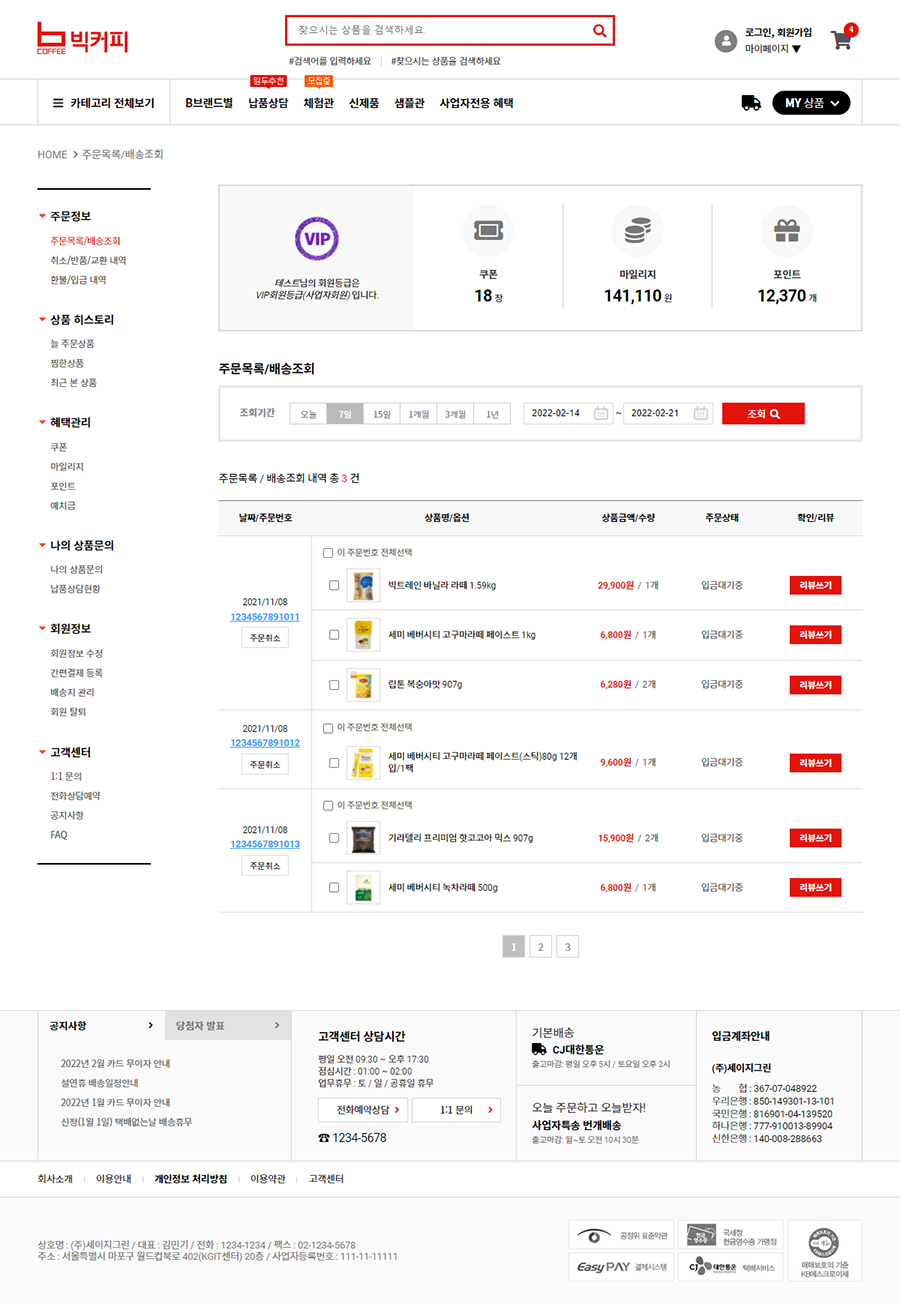 COFFEE 빅커피
찾으시는 상품을 검색하세요.
#검색어를 입력하세요 #찾으시는 상품을 검색하세요
로그인, 회원가입
마이페이지 ▼
4
원두추천 모집중
카테고리 전체보기 B브랜드별 납품상담 체험관 신제품 샘플관 사업자전용 혜택 MY 상품
HOME > 주문목록/배송조회
주문정보
주문목록/배송조회
취소/반품/교환 내역
환불/입금 내역
상품 히스토리
늘 주문상품
찜한상품
최근 본 상품
혜택관리
쿠폰
마일리지
포인트
예치금
나의 상품문의
나의 상품문의
납품상담현황
회원정보
회원정보 수정
간편결제 등록
배송지 관리
회원 탈퇴
고객센터
1:1 문의
전화상담예약
공지사항
FAQ
VIP
테스트님의 회원등급은
VIP회원등급(사업자회원)입니다.
쿠폰
18 장
마일리지
141,110 원
포인트
12,370 개
주문목록/배송조회
조회기간 오늘 7일 15일 1개월 3개월 1년 2022-02-14 ~ 2022-02-21 조회
주문목록 / 배송조회 내역 총 3 건
날짜/주문번호 상품명/옵션 상품금액/수량 주문상태 확인/리뷰
2021/11/08
1234567891011
주문취소
이 주문번호 전체선택
빅트레인 바닐라 라떼 1.59kg 29,900원 / 1개 입금대기중 리뷰쓰기
세미 베버시티 고구마라떼 페이스트 1kg 6,800원 / 1개 입금대기중 리뷰쓰기
립톤 복숭아맛 907g 6,280원 / 2개 입금대기중 리뷰쓰기
2021/11/08
1234567891012
주문취소
이 주문번호 전체선택
세미 베버시티 고구마라떼 페이스트(스틱)80g 12개
입/1팩 9,600원 / 1개 입금대기중 리뷰쓰기
2021/11/08
1234567891013
주문취소
이 주문번호 전체선택
기라델리 프리미엄 핫코코아 믹스 907g 15,900원 / 2개 입금대기중 리뷰쓰기
세미 베버시티 녹차라떼 500g 6,800원 / 1개 입금대기중 리뷰쓰기
1 2 3
공지사항 당첨자 발표
2022년 2월 카드 무이자 안내
설연휴 배송일정안내
2022년 1월 카드 무이자 안내
신정(1월 1일) 택배없는날 배송휴무
고객센터 상담시간
평일 오전 09:30 ~ 오후 17:30
점심시간 : 01:00 ~ 02:00
업무휴무 : 토 / 일 / 공휴일 휴무
전화예약상담 1:1 문의
☎ 1234-5678
기본배송
CJ대한통운
출고마감: 평일 오후 5시 / 토요일 오후 2시
오늘 주문하고 오늘받자!
사업자특송 번개배송
출고마감: 월~토 오전 10시 30분
입금계좌안내
(주)세이지그린
농 협 : 367-07-048922
우리은행 : 850-149301-13-101
국민은행 : 816901-04-139520
하나은행 : 777-910013-89904
신한은행 : 140-008-288663
회사소개 이용안내 개인정보 처리방침 이용약관 고객센터
상호명 : (주)세이지그린 / 대표 : 김민기 / 전화 : 1234-1234 / 팩스 : 02-1234-5678
주소 : 서울특별시 마포구 월드컵북로 402(KGIT센터) 20층 / 사업자등록번호 : 111-11-11111
공정위 표준약관
국세청
현금영수증 가맹점
EasyPAY 결제시스템
CJ 대한통운 택배서비스
매매보호의 기준
KB에스크로이체